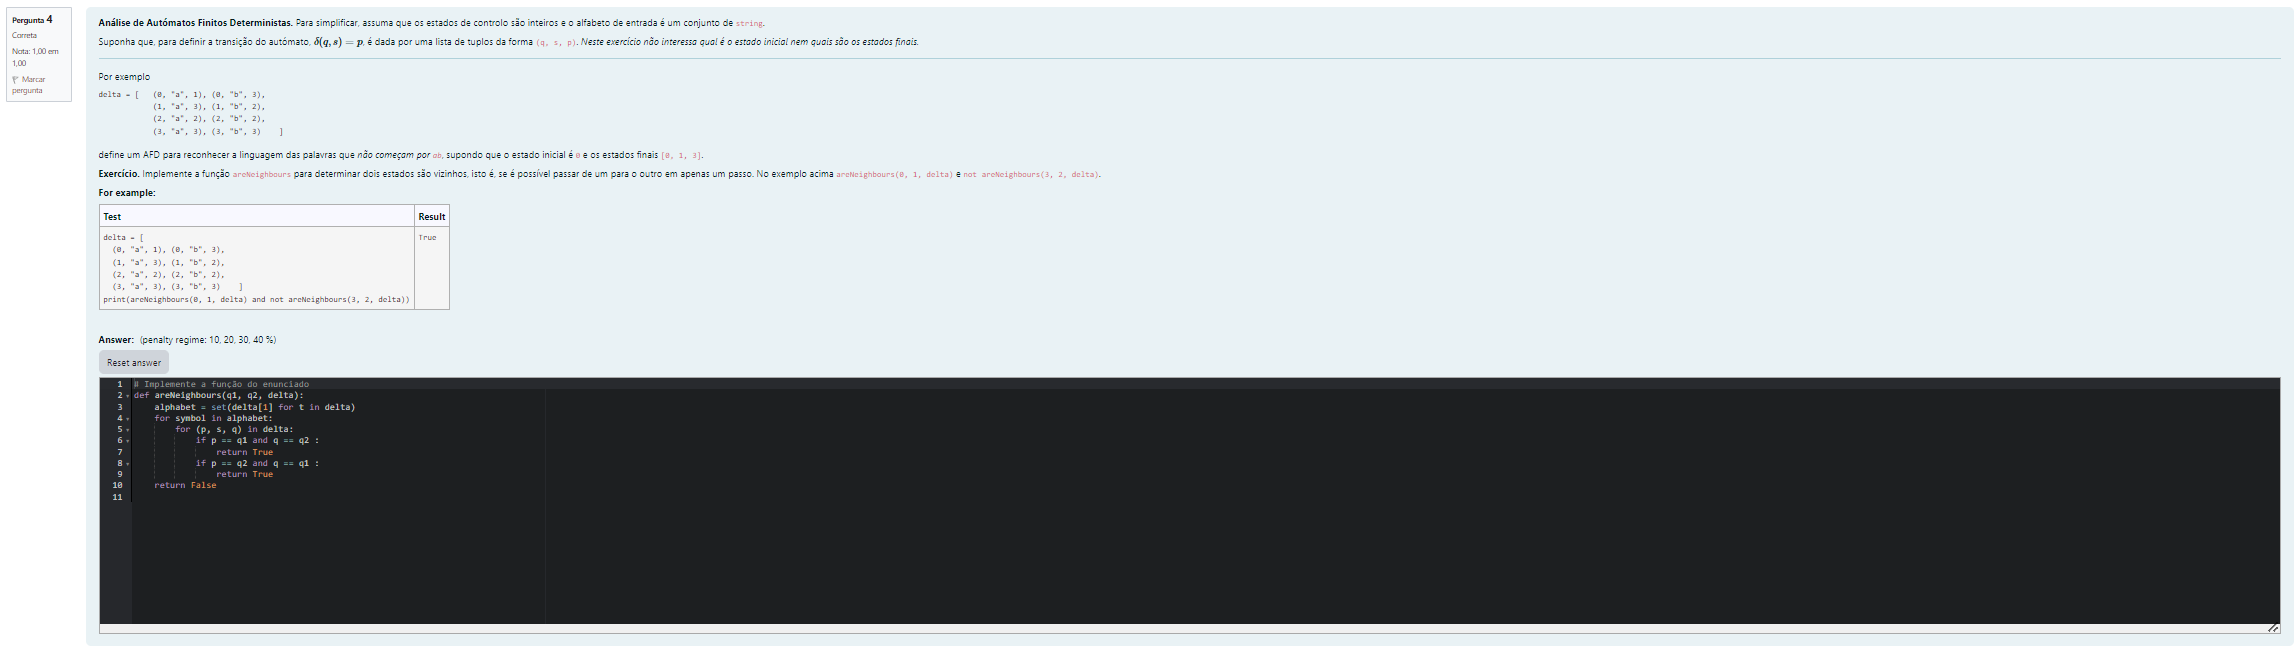 Pergunta 4
Correta
Nota: 1,00 em
1,00
Marcar
pergunta
Análise de Autómatos Finitos Deterministas. Para simplificar, assuma que os estados de controlo são inteiros e o alfabeto de entrada é um conjunto de string.
Suponha que, para definir a transição do autómato, δ(q,s) = p, é dada por uma lista de tuplos da forma (q, s, p). Neste exercício não interessa qual é o estado inicial nem quais são os estados finais.
Por exemplo
delta = [   (0, "a", 1), (0, "b", 3),
(1, "a", 3), (1, "b", 2),
(2, "a", 2), (2, "b", 2),
(3, "a", 3), (3, "b", 3)    ]
define um AFD para reconhecer a linguagem das palavras que não começam por ab, supondo que o estado inicial é 0 e os estados finais [0, 1, 3].
Exercício. Implemente a função areNeighbours para determinar dois estados são vizinhos, isto é, se é possível passar de um para o outro em apenas um passo. No exemplo acima areNeighbours(0, 1, delta) e not areNeighbours(3, 2, delta).
For example:
Test Result
delta = [ True
(0, "a", 1), (0, "b", 3),
(1, "a", 3), (1, "b", 2),
(2, "a", 2), (2, "b", 2),
(3, "a", 3), (3, "b", 3)    ]
print(areNeighbours(0, 1, delta) and not areNeighbours(3, 2, delta))
Answer: (penalty regime: 10, 20, 30, 40 %)
Reset answer
1 # Implemente a função do enunciado
2 def areNeighbours(q1, q2, delta):
3     alphabet = set(delta[1] for t in delta)
4     for symbol in alphabet:
5         for (p, s, q) in delta:
6             if p == q1 and q == q2 :
7                 return True
8             if p == q2 and q == q1 :
9                 return True
10     return False
11